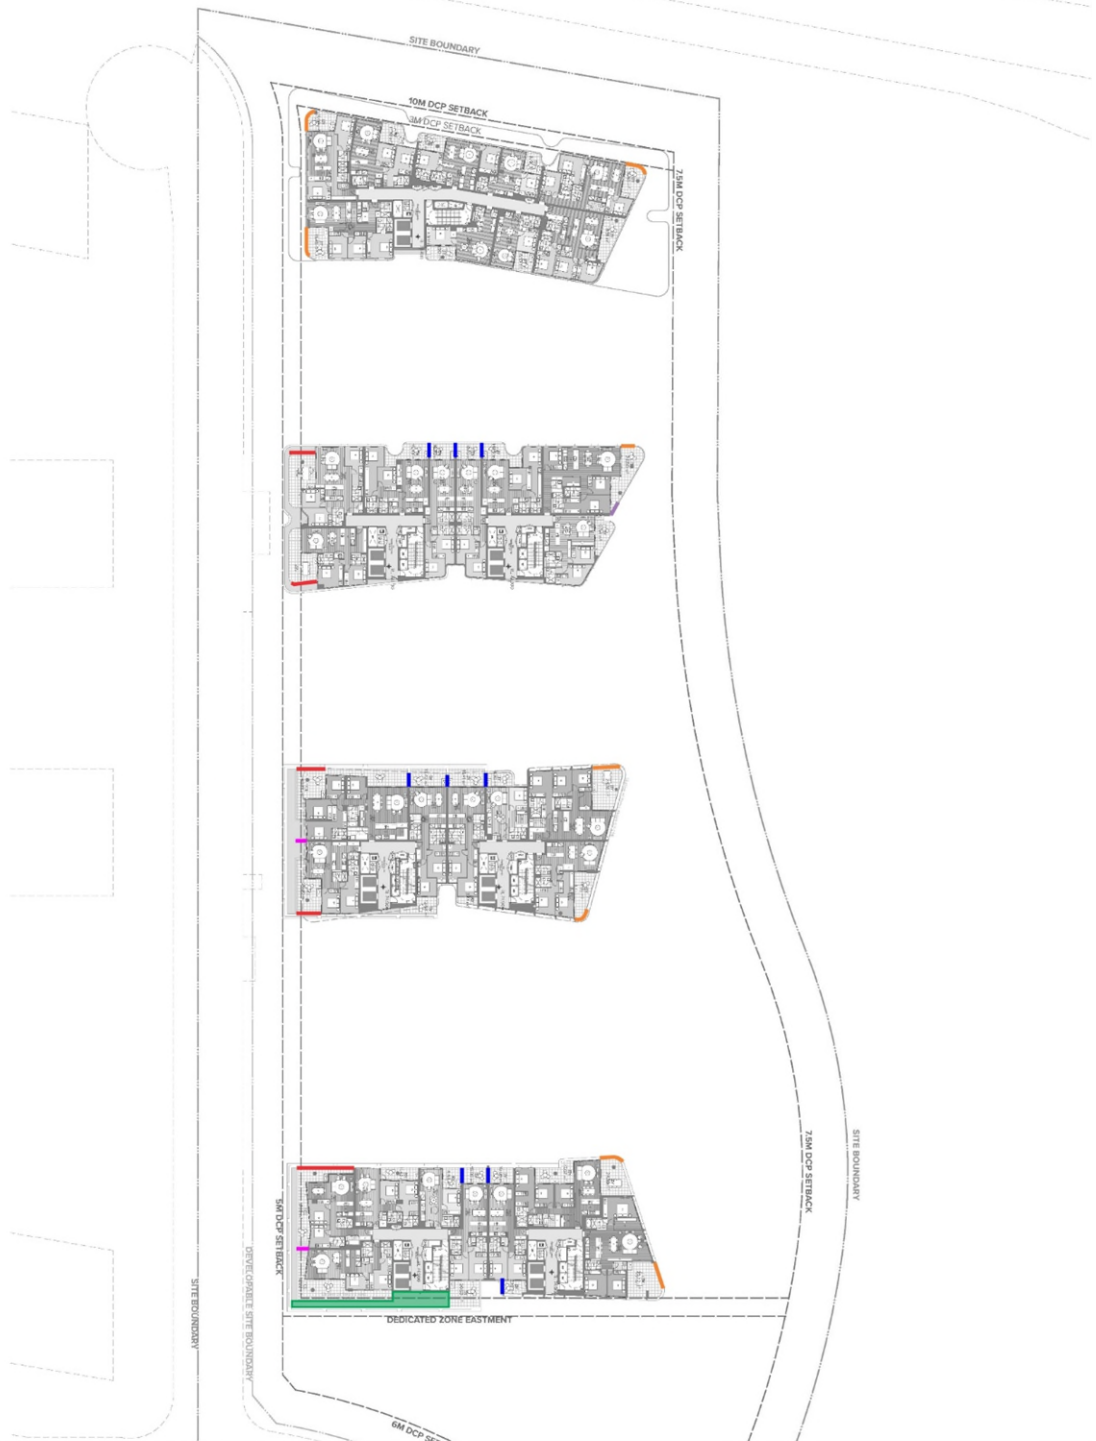 SITE BOUNDARY
10M DCP SETBACK
3M DCP SETBACK
7.5M DCP SETBACK
5M DCP SETBACK
DEVELOPABLE SITE BOUNDARY
SITE BOUNDARY
7.5M DCP SETBACK
SITE BOUNDARY
DEDICATED ZONE EASTMENT
6M DCP